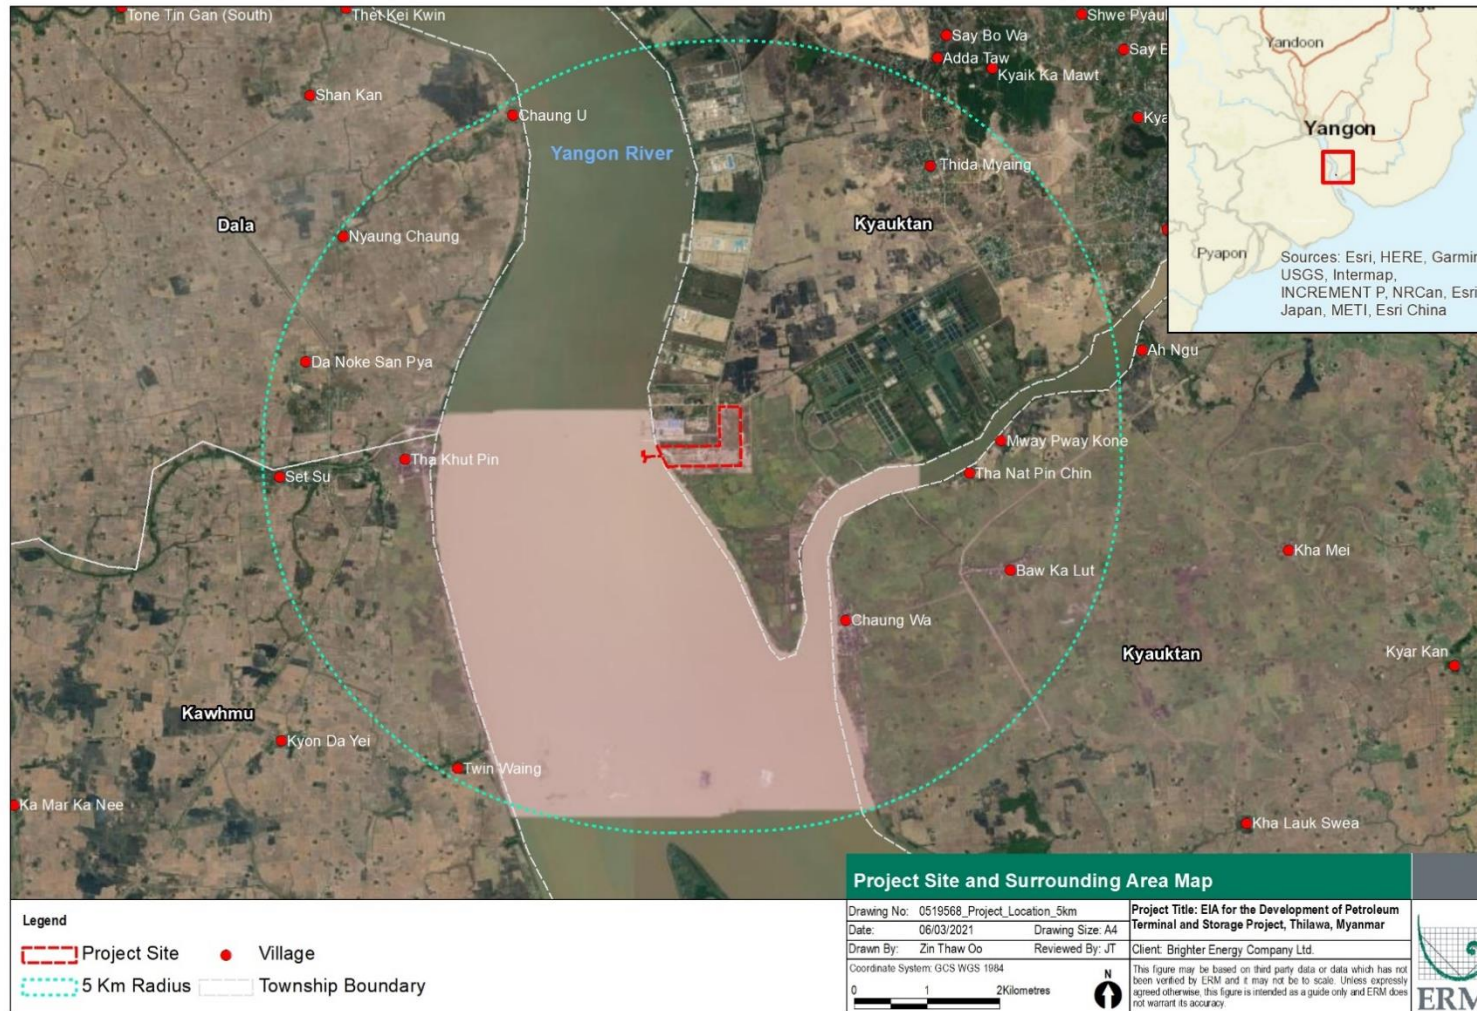 Tone Tin Gan (South)
Thet Kei Kwin
Say Bo Wa
Adda Taw
Kyaik Ka Mawt
Shan Kan
Chaung U
Yangon River
Thida Myaing
Dala
Nyaung Chaung
Kyauktan
Da Noke San Pya
Ah Ngu
Set Su
Tha Khut Pin
Mway Pway Kone
Tha Nat Pin Chin
Kha Mei
Baw Ka Lut
Chaung Wa
Kyauktan
Kyar Kan
Kawhmu
Kyon Da Yei
Twin Waing
Ka Mar Ka Nee
Kha Lauk Swea
Yandoon
Yangon
Pyapon
Sources: Esri, HERE, Garmin
USGS, Intermap,
INCREMENT P, NRCan, Esri
Japan, METI, Esri China
Legend
Project Site
Village
5 Km Radius
Township Boundary
Project Site and Surrounding Area Map
Drawing No: 0519568_Project_Location_5km
Date: 06/03/2021 Drawing Size: A4
Drawn By: Zin Thaw Oo Reviewed By: JT
Coordinate System: GCS WGS 1984
0 1 2Kilometres
N
Project Title: EIA for the Development of Petroleum
Terminal and Storage Project, Thilawa, Myanmar
Client: Brighter Energy Company Ltd.
This figure may be based on third party data or data which has not
been verified by ERM and it may not be to scale. Unless expressly
agreed otherwise, this figure is intended as a guide only and ERM does
not warrant its accuracy.
ERM